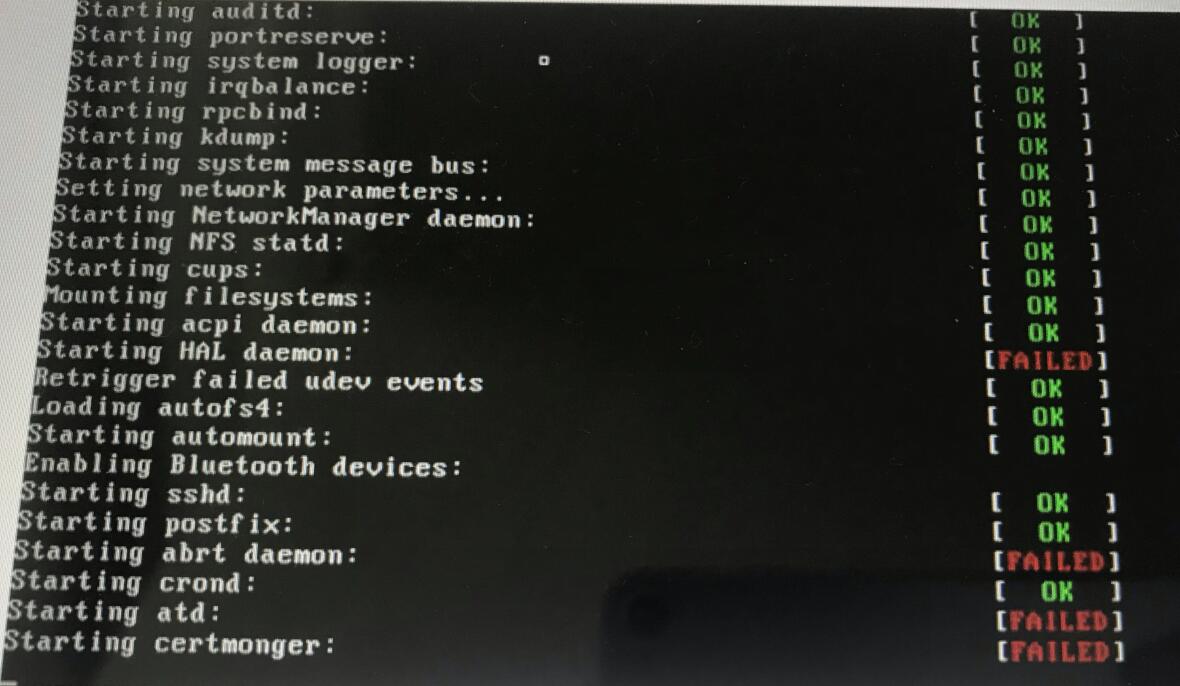 Starting auditd: [ OK ]
Starting portreserve: [ OK ]
Starting system logger: [ OK ]
Starting irqbalance: [ OK ]
Starting rpcbind: [ OK ]
Starting kdump: [ OK ]
Starting system message bus: [ OK ]
Setting network parameters... [ OK ]
Starting NetworkManager daemon: [ OK ]
Starting NFS statd: [ OK ]
Starting cups: [ OK ]
Mounting filesystems: [ OK ]
Starting acpi daemon: [ OK ]
Starting HAL daemon: [FAILED]
Retrigger failed udev events [ OK ]
Loading autofs4: [ OK ]
Starting automount: [ OK ]
Enabling Bluetooth devices:
Starting sshd: [ OK ]
Starting postfix: [ OK ]
Starting abrt daemon: [FAILED]
Starting crond: [ OK ]
Starting atd: [FAILED]
Starting certmonger: [FAILED]